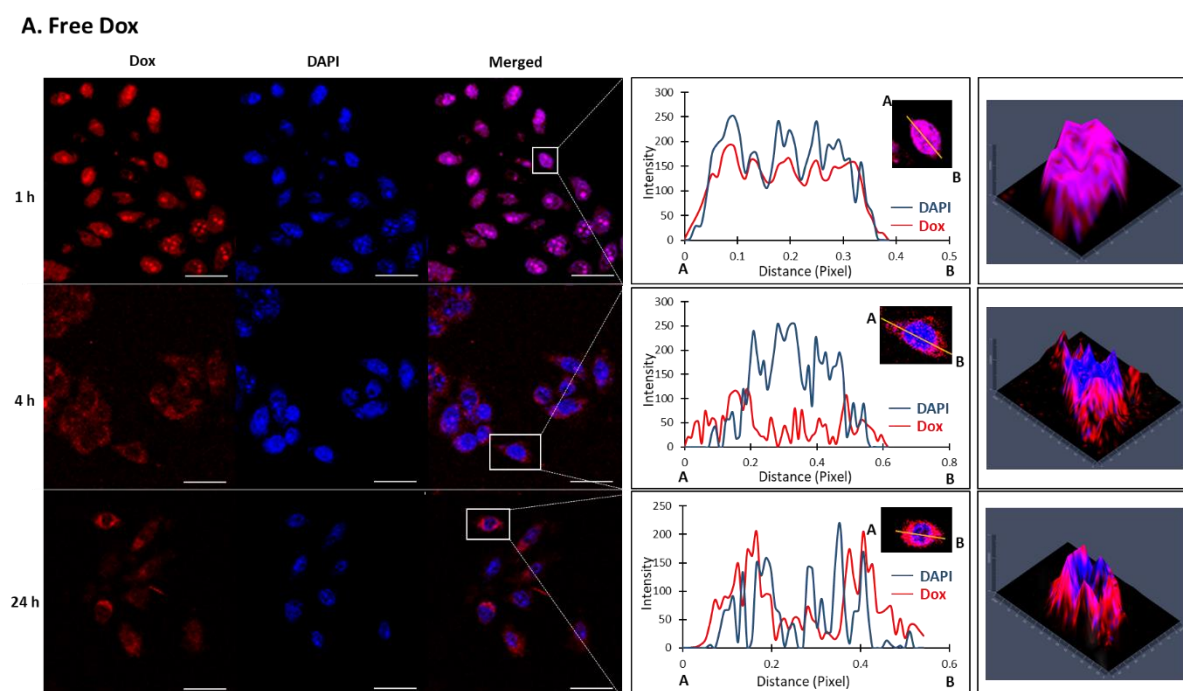 A. Free Dox
Dox DAPI Merged
1 h
300
250
200
150
100
50
0
Intensity
0 0.1 0.2 0.3 0.4 0.5
A Distance (Pixel) B
A
B
DAPI
Dox
4 h
300
250
200
150
100
50
0
Intensity
0 0.2 0.4 0.6 0.8
A Distance (Pixel) B
A
B
DAPI
Dox
24 h
250
200
150
100
50
0
Intensity
0 0.2 0.4 0.6
A Distance (Pixel) B
A
B
DAPI
Dox